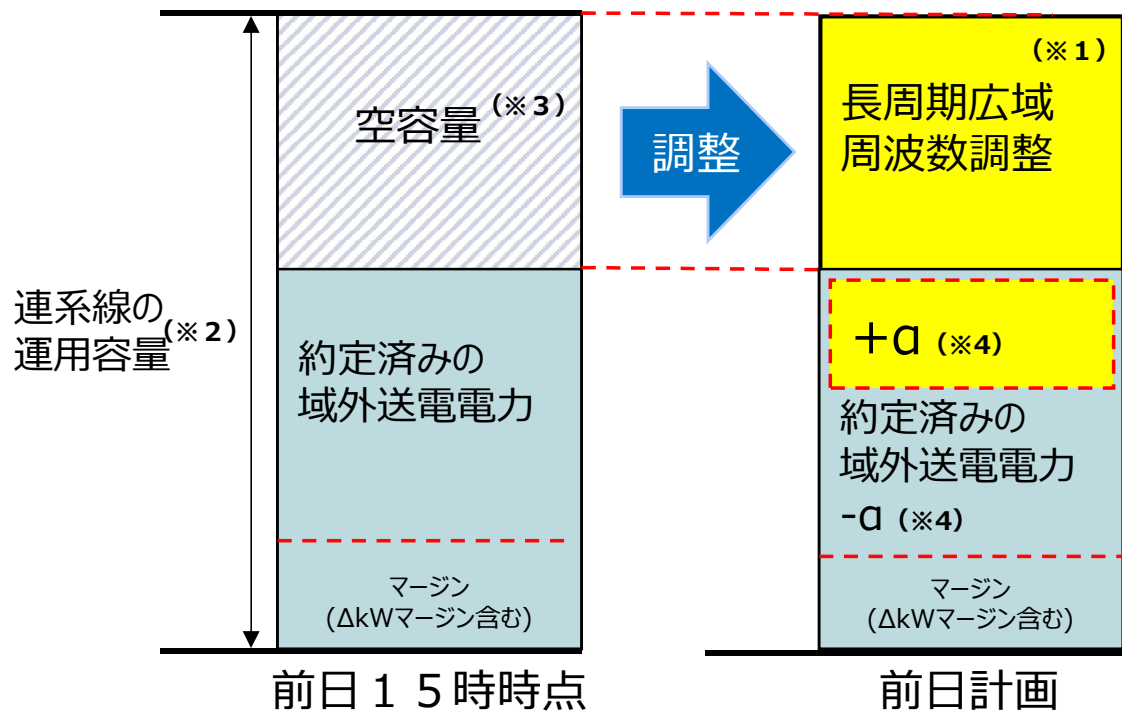 連系線の
運用容量(※2)
空容量(※3)
約定済みの
域外送電電力
マージン
(ΔkWマージン含む)
前日15時時点
調整
(※1)
長周期広域
周波数調整
+α(※4)
約定済みの
域外送電電力
-α(※4)
マージン
(ΔkWマージン含む)
前日計画